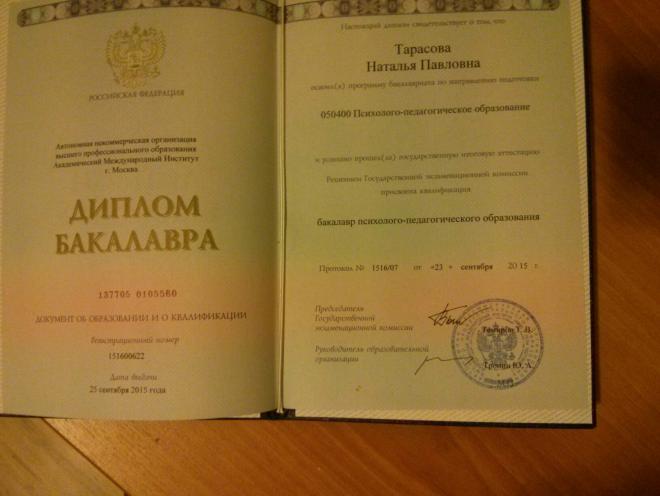 РОССИЙСКАЯ ФЕДЕРАЦИЯ
Автономная некоммерческая организация
высшего профессионального образования
Академический Международный Институт
г. Москва
ДИПЛОМ
БАКАЛАВРА
137705 0105560
ДОКУМЕНТ ОБ ОБРАЗОВАНИИ И О КВАЛИФИКАЦИИ
Регистрационный номер
151600622
Дата выдачи
25 сентября 2015 года
Настоящий диплом свидетельствует о том, что
Тарасова
Наталья Павловна
освоил(а) программу бакалавриата по направлению подготовки
050400 Психолого-педагогическое образование
и успешно прошел(ла) государственную итоговую аттестацию
Решением Государственной экзаменационной комиссии
присвоена квалификация
бакалавр психолого-педагогического образования
Протокол № 1516/07 от «23» сентября 2015 г.
Председатель
Государственной
экзаменационной комиссии
Руководитель образовательной
организации